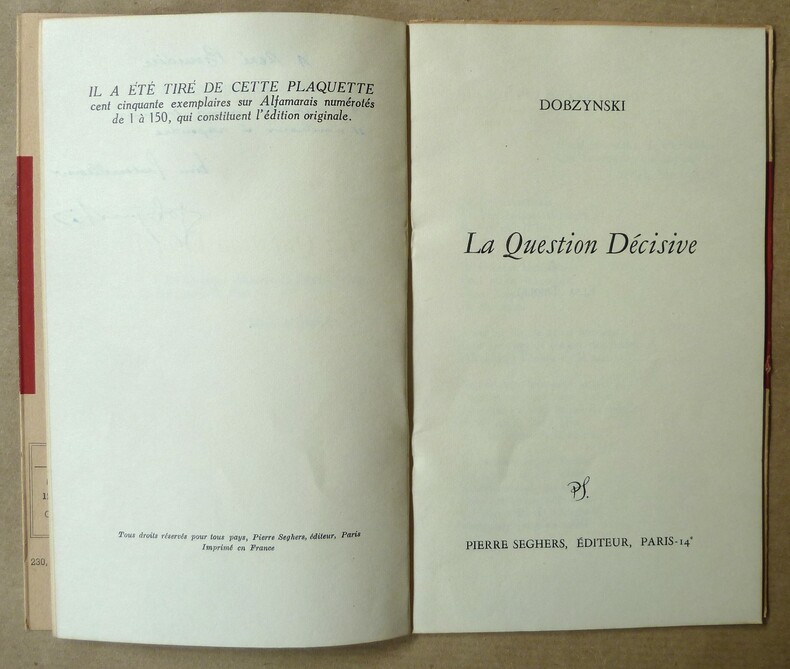 IL A ÉTÉ TIRÉ DE CETTE PLAQUETTE
cent cinquante exemplaires sur Alfamarais numérotés
de 1 à 150, qui constituent l'édition originale.
Tous droits réservés pour tous pays, Pierre Seghers, éditeur, Paris
Imprimé en France
230,
DOBZYNSKI
La Question Décisive
PS.
PIERRE SEGHERS, ÉDITEUR, PARIS-14e